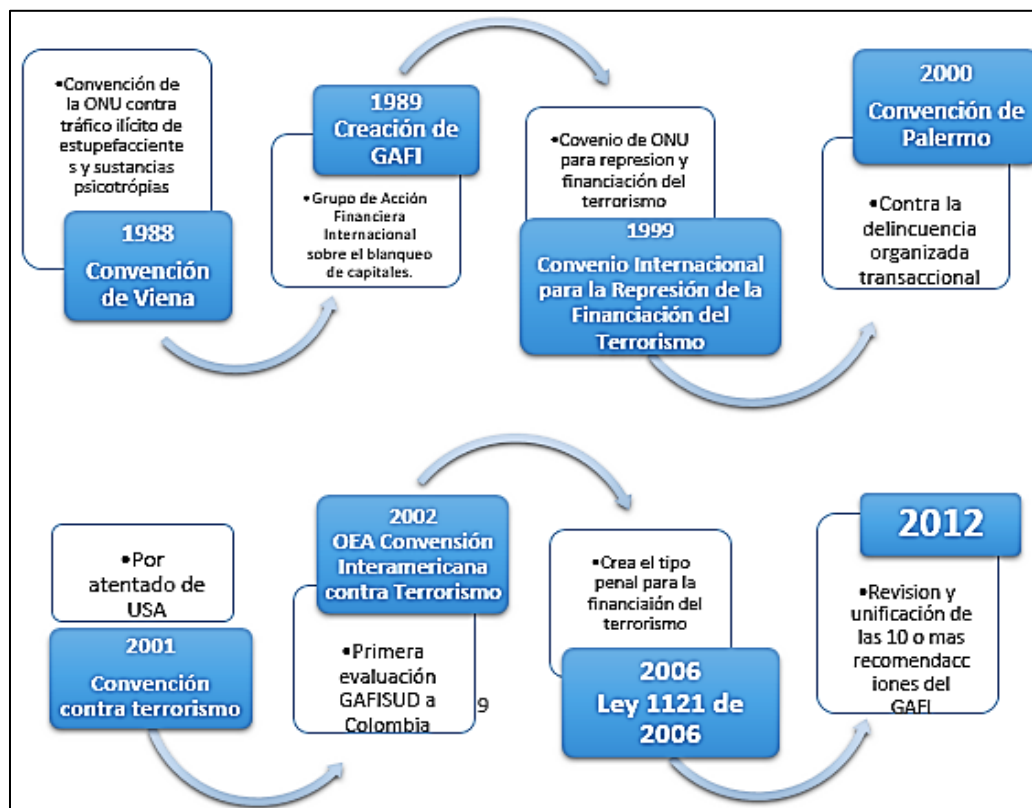 •Convención de
la ONU contra
tráfico ilícito de
estupefacciente
s y sustancias
psicotrópias
1988
Convención
de Viena
1989
Creación de
GAFI
•Grupo de Acción
Financiera
Internacional
sobre el blanqueo
de capitales.
•Covenio de ONU
para represion y
financiación del
terrorismo
1999
Convenio Internacional
para la Represión de la
Financiación del
Terrorismo
2000
Convención de
Palermo
•Contra la
delincuencia
organizada
transaccional
•Por
atentado de
USA
2001
Convención
contra terrorismo
2002
OEA Convensión
Interamericana
contra Terrorismo
•Primera
evaluación
GAFISUD a
Colombia
9
•Crea el tipo
penal para la
financiaión del
terrorismo
2006
Ley 1121 de
2006
2012
•Revision y
unificación de
las 10 o mas
recomendacc
iones del
GAFI